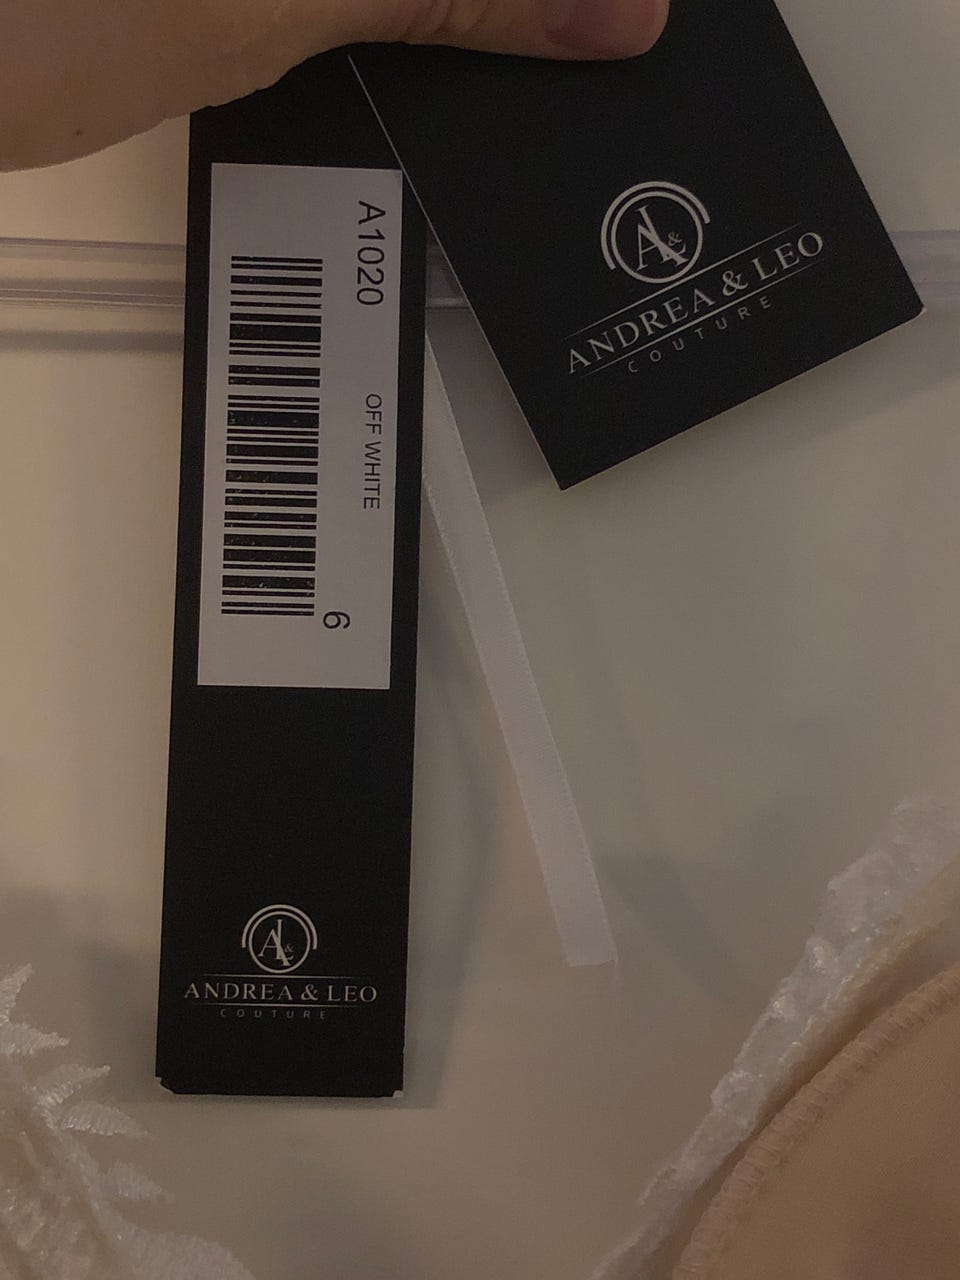 A1020
OFF WHITE
6
A&L
ANDREA & LEO
COUTURE
A&L
ANDREA & LEO
COUTURE